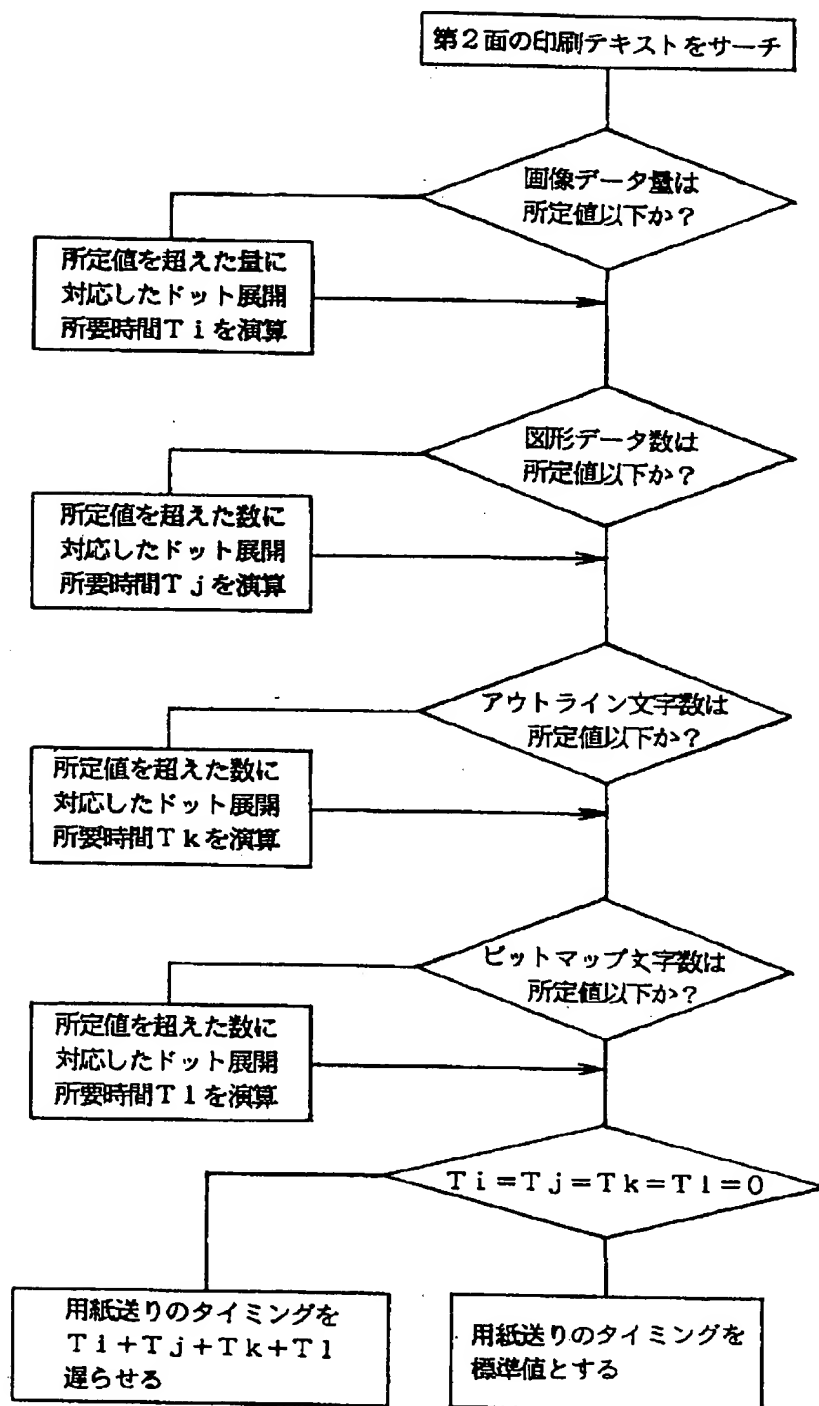 第2面の印刷テキストをサーチ
画像データ量は
所定値以下か?
所定値を超えた量に
対応したドット展開
所要時間Tiを演算
図形データ数は
所定値以下か?
所定値を超えた数に
対応したドット展開
所要時間Tjを演算
アウトライン文字数は
所定値以下か?
所定値を超えた数に
対応したドット展開
所要時間Tkを演算
ビットマップ文字数は
所定値以下か?
所定値を超えた数に
対応したドット展開
所要時間Tlを演算
Ti=Tj=Tk=Tl=0
用紙送りのタイミングを
Ti+Tj+Tk+Tl
遅らせる
用紙送りのタイミングを
標準値とする